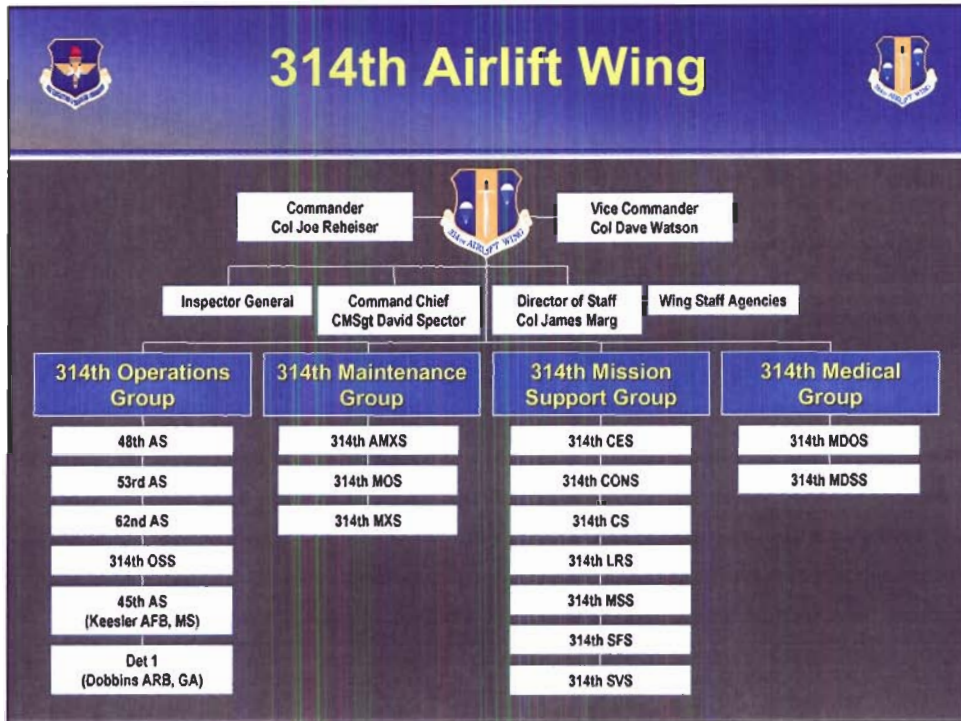 314th Airlift Wing
Commander
Col Joe Reheiser
314th AIRLIFT WING
Vice Commander
Col Dave Watson
Inspector General
Command Chief
CMSgt David Spector
Director of Staff
Col James Marg
Wing Staff Agencies
314th Operations
Group
48th AS
53rd AS
62nd AS
314th OSS
45th AS
(Keesler AFB, MS)
Det 1
(Dobbins ARB, GA)
314th Maintenance
Group
314th AMXS
314th MOS
314th MXS
314th Mission
Support Group
314th CES
314th CONS
314th CS
314th LRS
314th MSS
314th SFS
314th SVS
314th Medical
Group
314th MDOS
314th MDSS